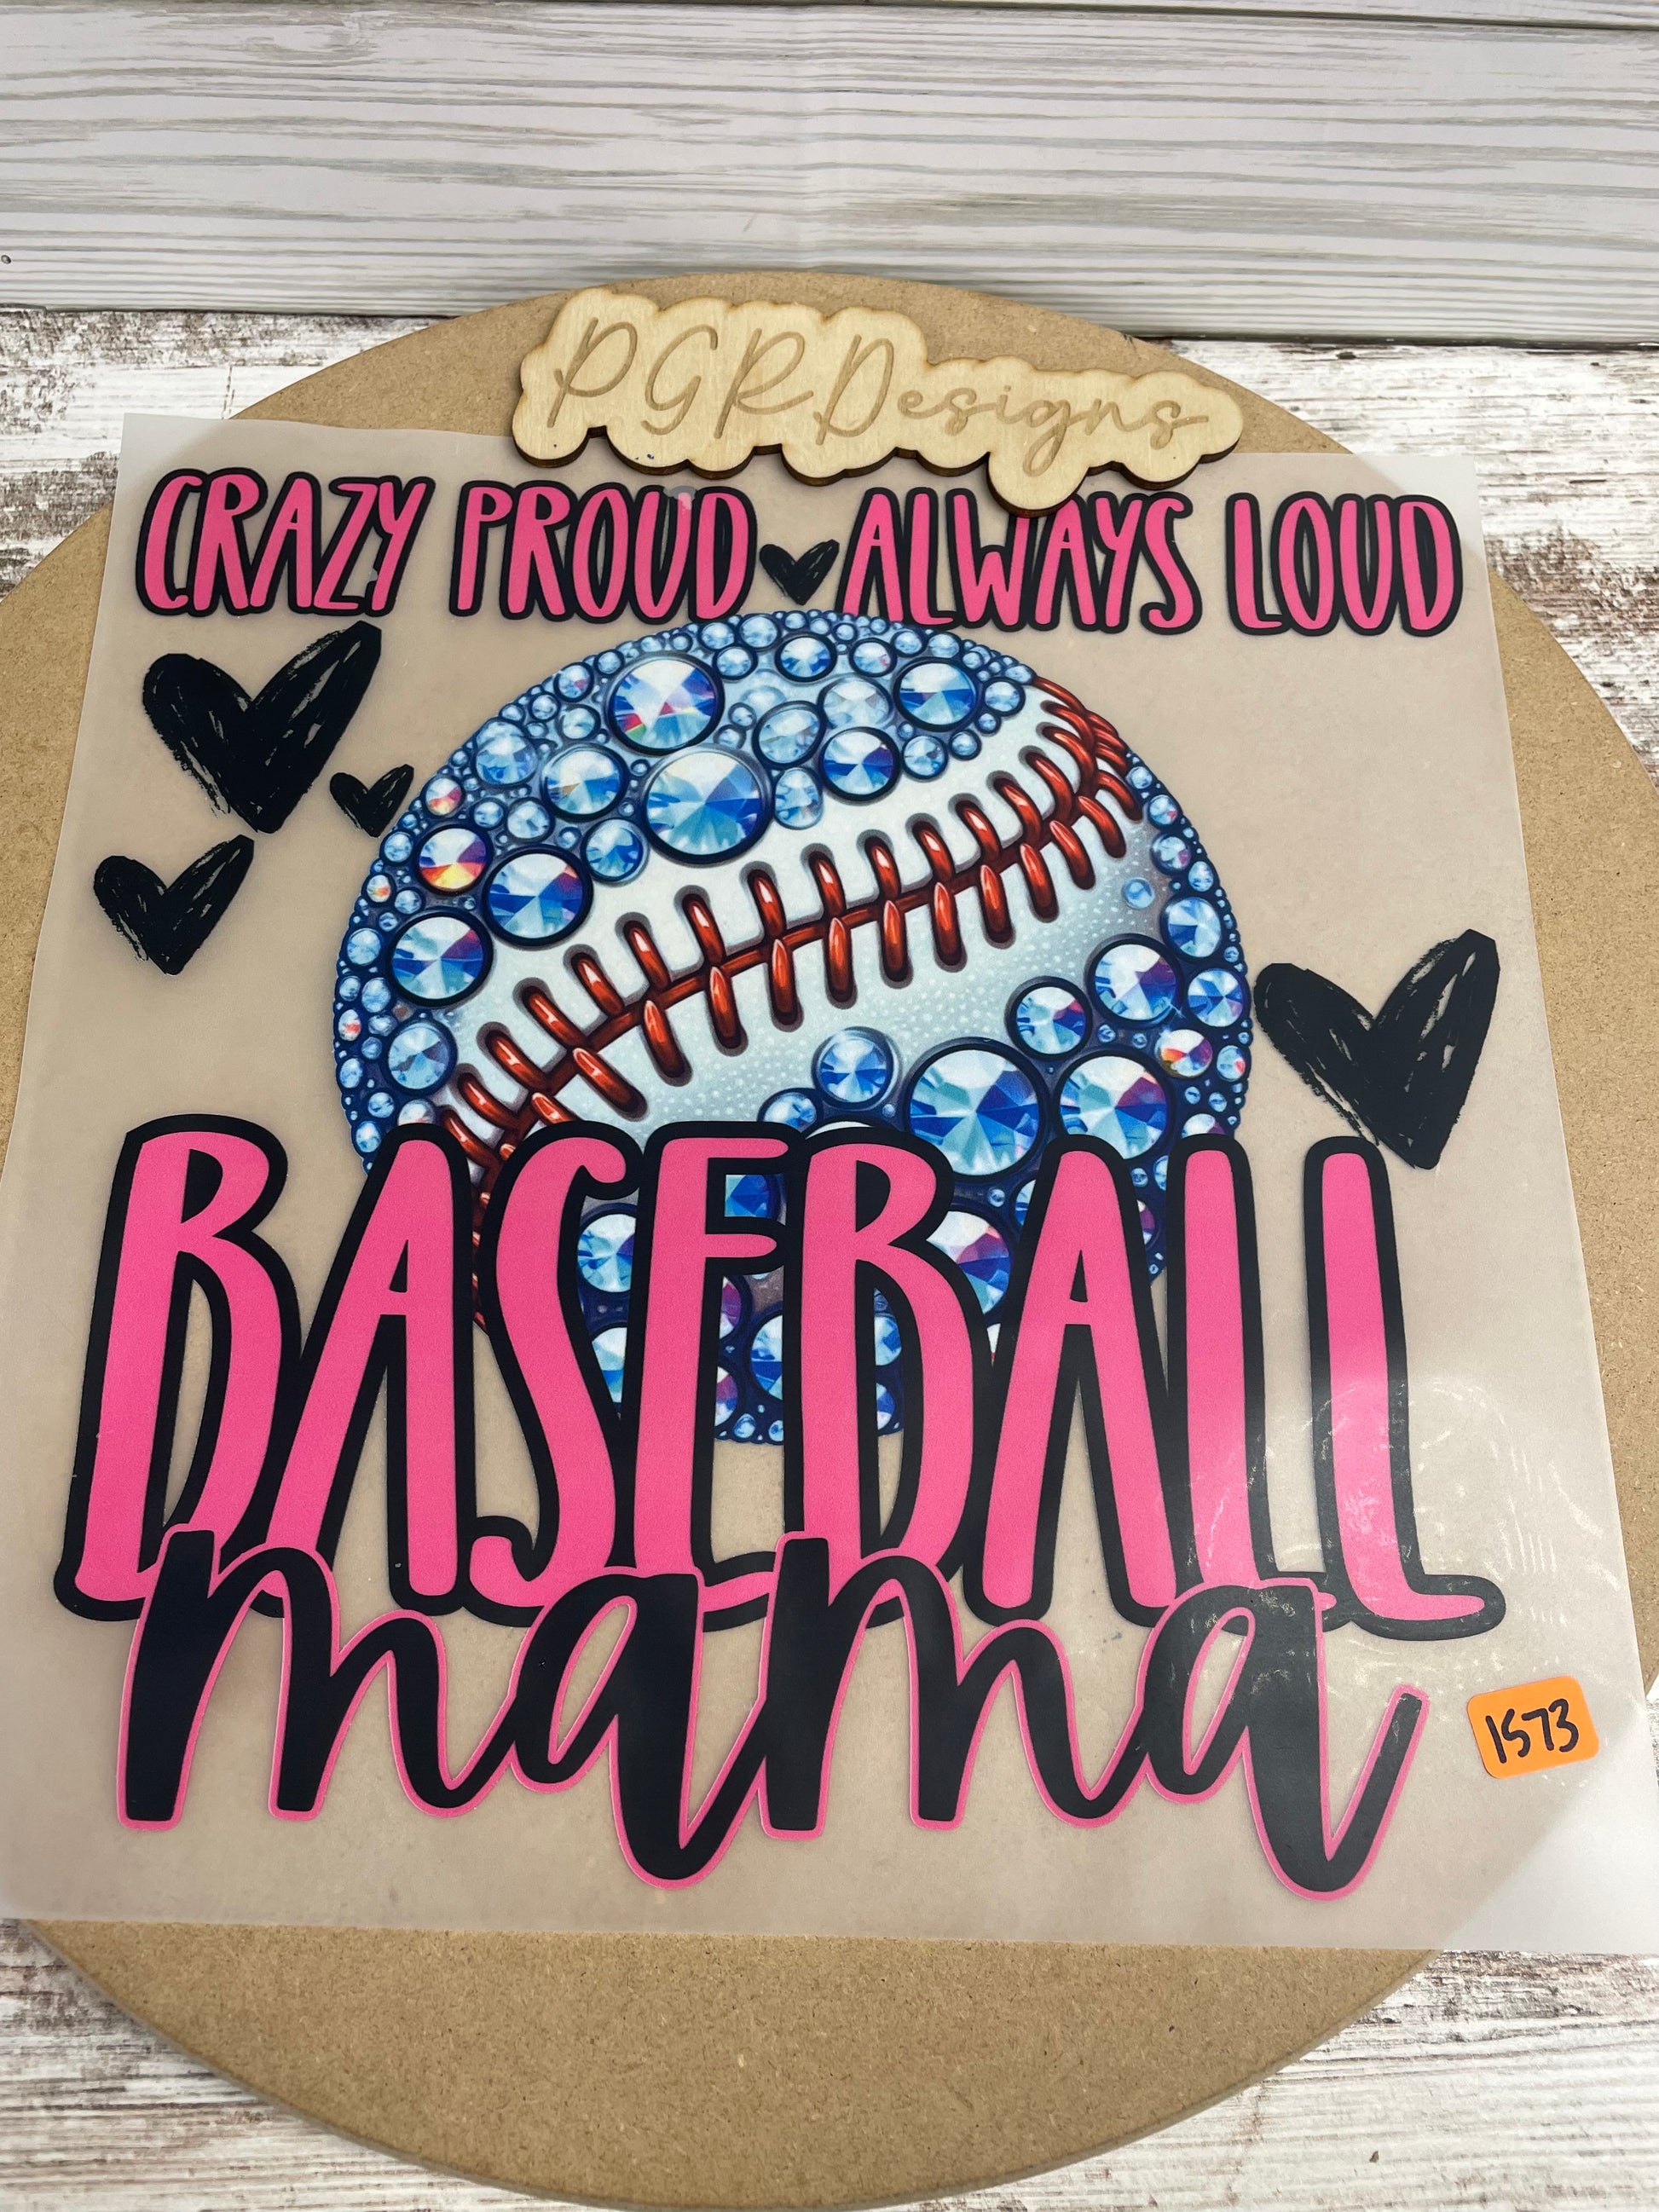 PGRDesigns
CRAZY PROUD ALWAYS LOUD
BASEBALL
mama
1573